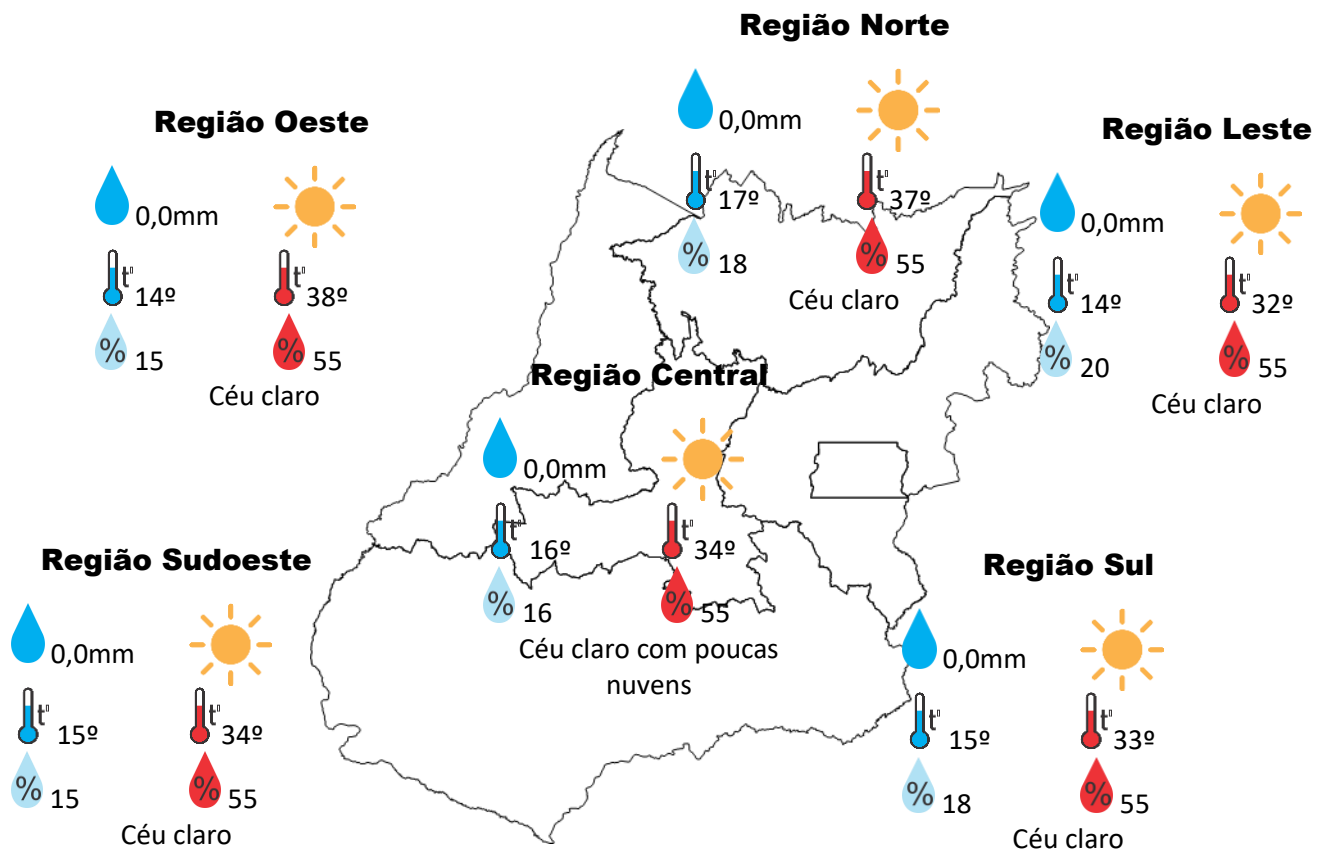 Região Norte
0,0mm
t° 17º
t° 37º
% 18
% 55
Céu claro
Região Oeste
0,0mm
t° 14º
t° 38º
% 15
% 55
Céu claro
Região Leste
0,0mm
t° 14º
t° 32º
% 20
% 55
Céu claro
Região Central
0,0mm
t° 16º
t° 34º
% 16
% 55
Céu claro com poucas
nuvens
Região Sudoeste
0,0mm
t° 15º
t° 34º
% 15
% 55
Céu claro
Região Sul
0,0mm
t° 15º
t° 33º
% 18
% 55
Céu claro